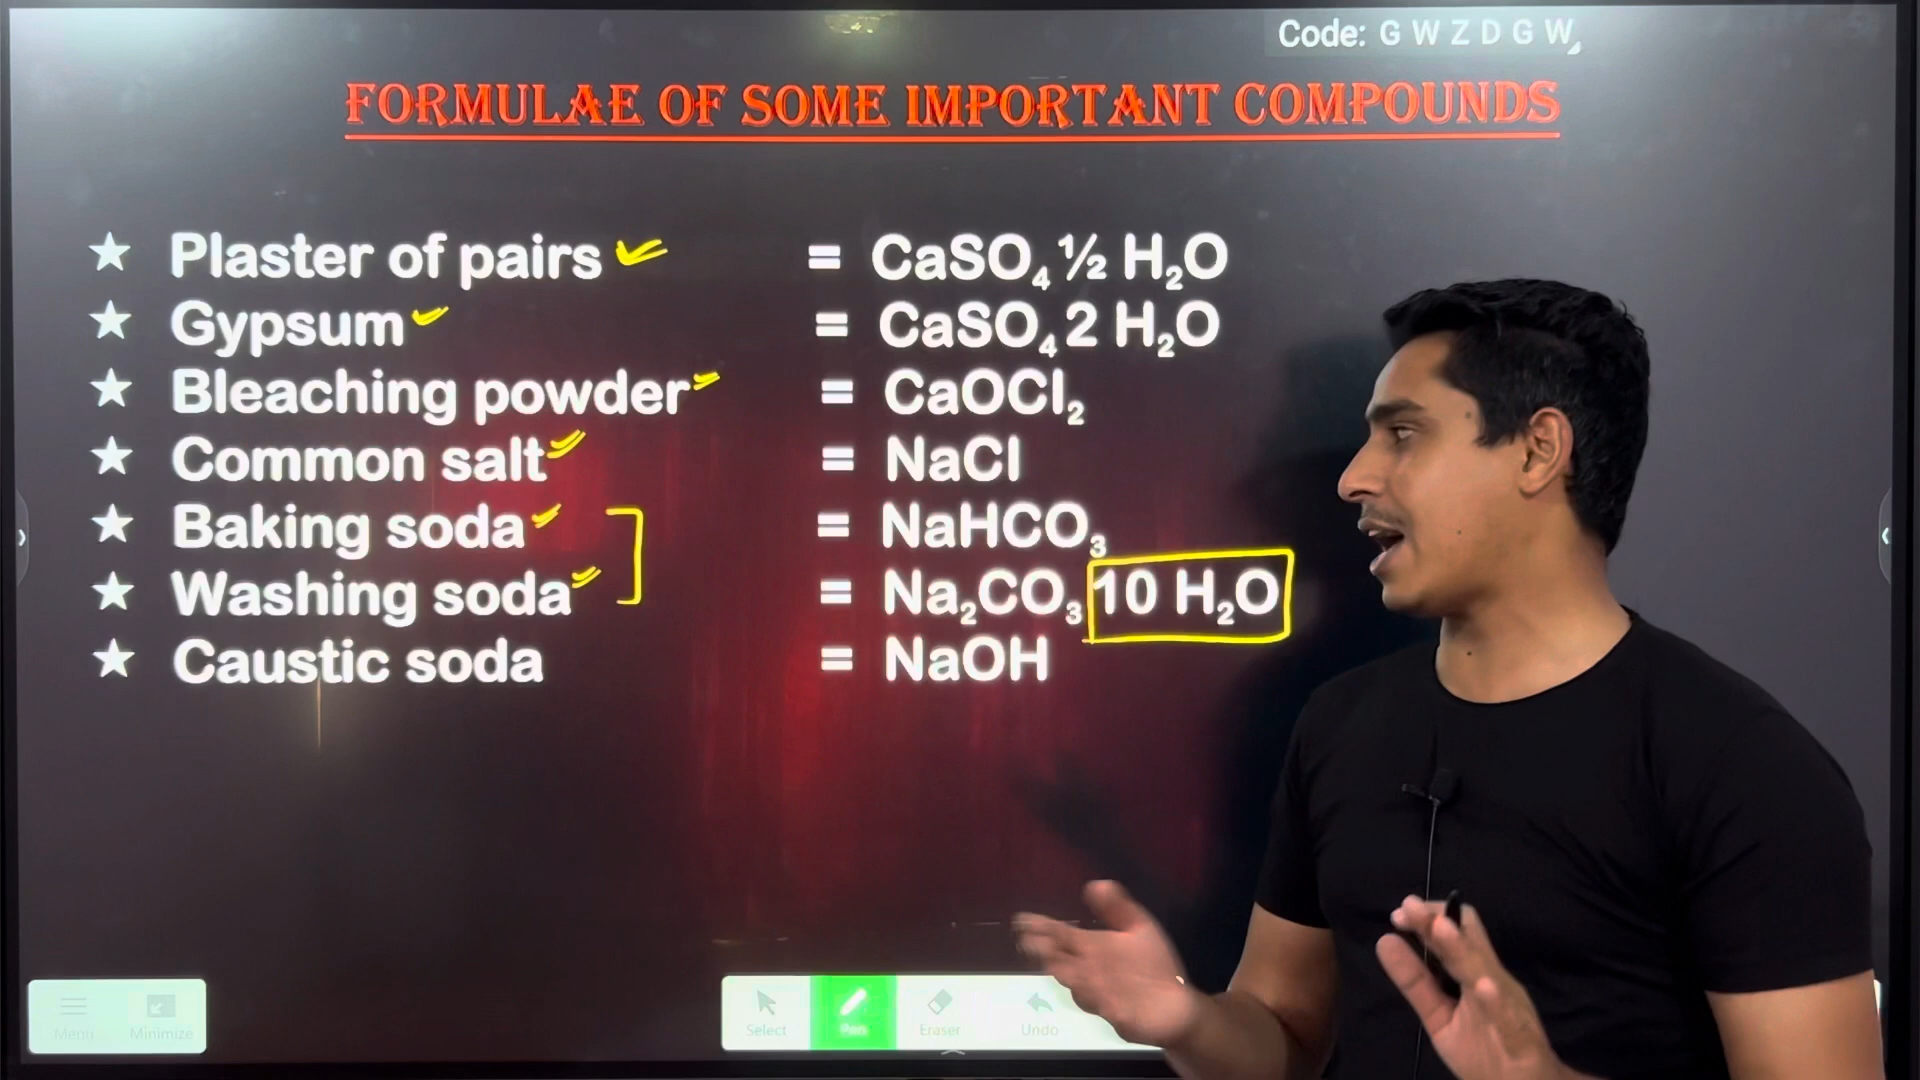 Code: G W Z D G W
FORMULAE OF SOME IMPORTANT COMPOUNDS
★ Plaster of pairs = CaSO₄ ½ H₂O
★ Gypsum = CaSO₄ 2 H₂O
★ Bleaching powder = CaOCl₂
★ Common salt = NaCl
★ Baking soda = NaHCO₃
★ Washing soda = Na₂CO₃ 10 H₂O
★ Caustic soda = NaOH
Menu Minimize Select Pen Eraser Undo